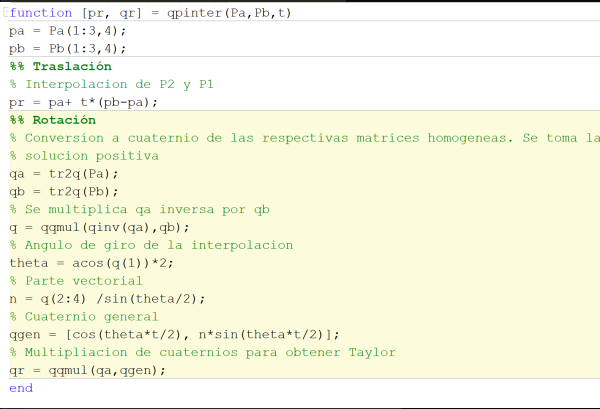 function [pr, qr] = qpinter(Pa,Pb,t)
pa = Pa(1:3,4);
pb = Pb(1:3,4);
%% Traslación
% Interpolacion de P2 y P1
pr = pa+ t*(pb-pa);
%% Rotación
% Conversion a cuaternio de las respectivas matrices homogeneas. Se toma la
% solucion positiva
qa = tr2q(Pa);
qb = tr2q(Pb);
% Se multiplica qa inversa por qb
q = qqmul(qinv(qa),qb);
% Angulo de giro de la interpolacion
theta = acos(q(1))*2;
% Parte vectorial
n = q(2:4) /sin(theta/2);
% Cuaternio general
qgen = [cos(theta*t/2), n*sin(theta*t/2)];
% Multipliacion de cuaternios para obtener Taylor
qr = qqmul(qa,qgen);
end